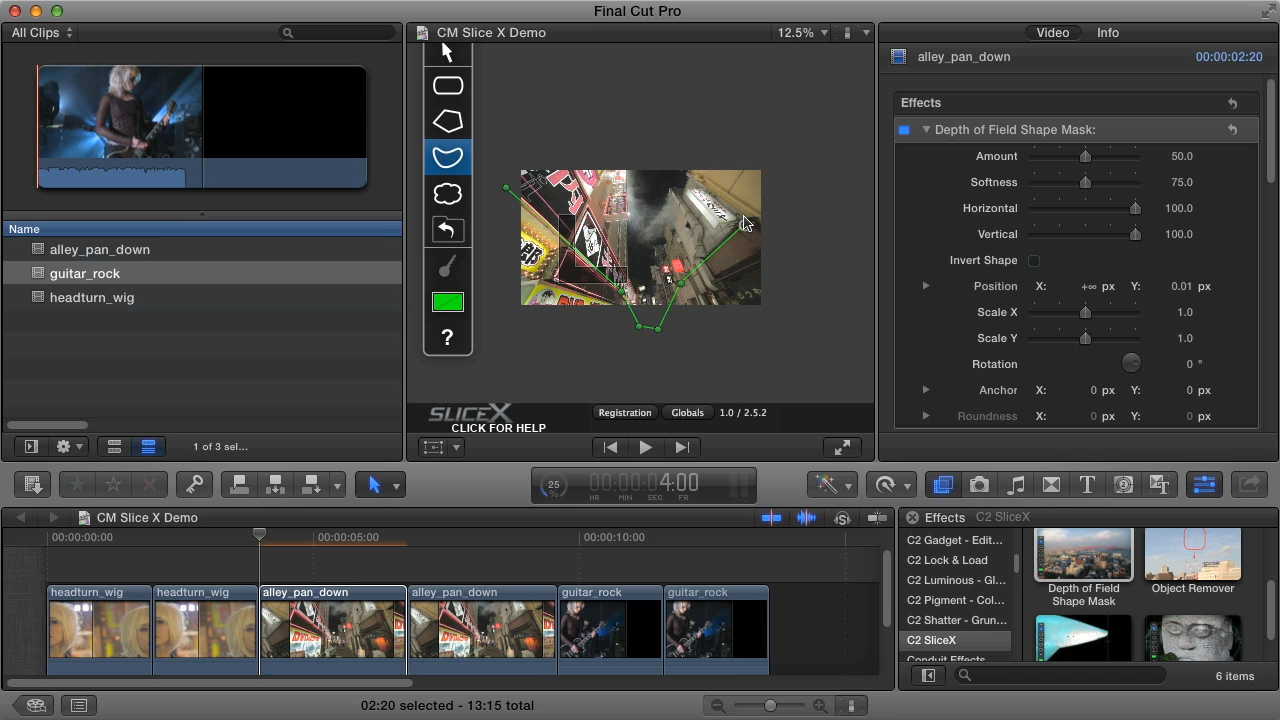 Final Cut Pro
All Clips
CM Slice X Demo
12.5%
Video
Info
alley_pan_down
00:00:02:20
Effects
Depth of Field Shape Mask:
Amount 50.0
Softness 75.0
Horizontal 100.0
Vertical 100.0
Invert Shape
Position X: +∞ px Y: 0.01 px
Scale X 1.0
Scale Y 1.0
Rotation 0 °
Anchor X: 0 px Y: 0 px
Roundness X: 0 px Y: 0 px
Name
alley_pan_down
guitar_rock
headturn_wig
1 of 3 sel...
?
SLICEX
CLICK FOR HELP
Registration
Globals
1.0 / 2.5.2
25
%
00:00:04:00
HR MIN SEC FR
CM Slice X Demo
00:00:00:00
00:00:05:00
00:00:10:00
headturn_wig
headturn_wig
alley_pan_down
alley_pan_down
guitar_rock
guitar_rock
Effects
C2 SliceX
C2 Gadget - Edit...
C2 Lock & Load
C2 Luminous - Gl...
C2 Pigment - Col...
C2 Shatter - Grun...
C2 SliceX
Conduit Effects
Depth of Field
Shape Mask
Object Remover
6 items
02:20 selected - 13:15 total